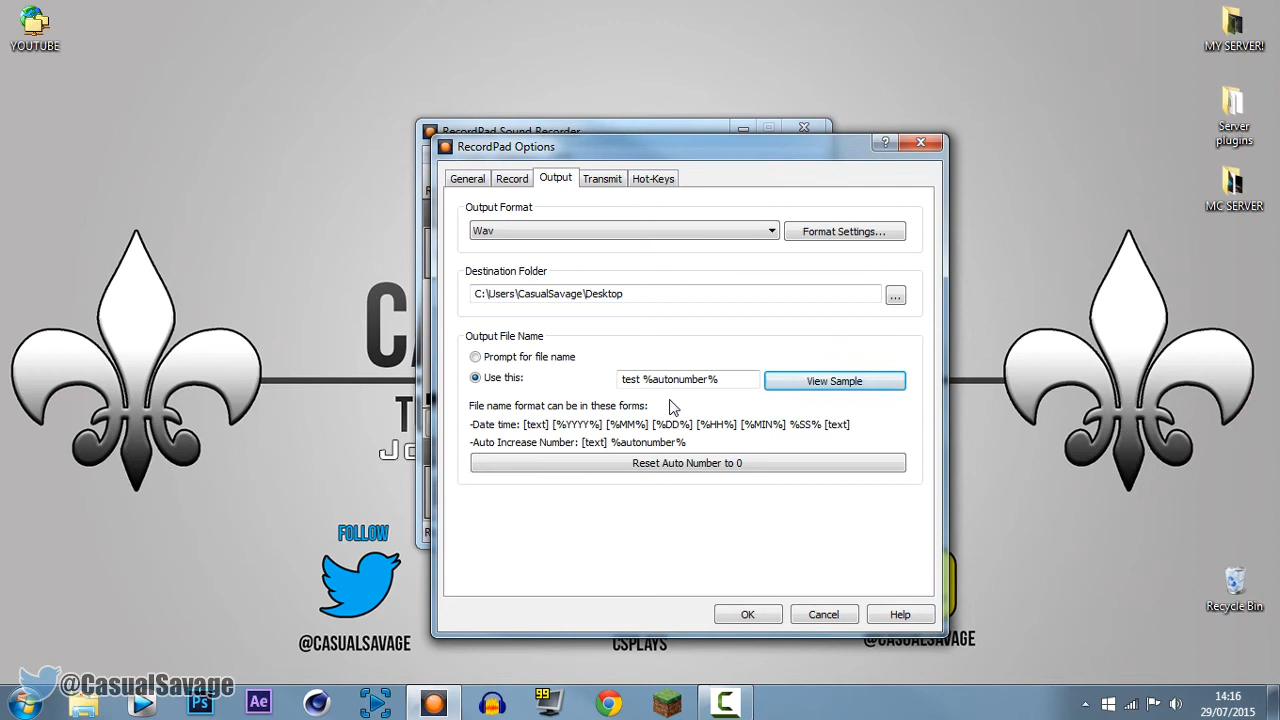 YOUTUBE
MY SERVER!
Server
plugins
MC SERVER
RecordPad Sound Recorder
RecordPad Options
General
Record
Output
Transmit
Hot-Keys
Output Format
Wav
Format Settings...
Destination Folder
C:\Users\CasualSavage\Desktop
...
Output File Name
Prompt for file name
Use this:
test %autonumber%
View Sample
File name format can be in these forms:
-Date time: [text] [%YYYY%] [%MM%] [%DD%] [%HH%] [%MIN%] %SS% [text]
-Auto Increase Number: [text] %autonumber%
Reset Auto Number to 0
OK
Cancel
Help
FOLLOW
@CASUALSAVAGE
CSPLAYS
@CASUALSAVAGE
Recycle Bin
@CasualSavage
Ps
Ae
99
14:16
29/07/2015